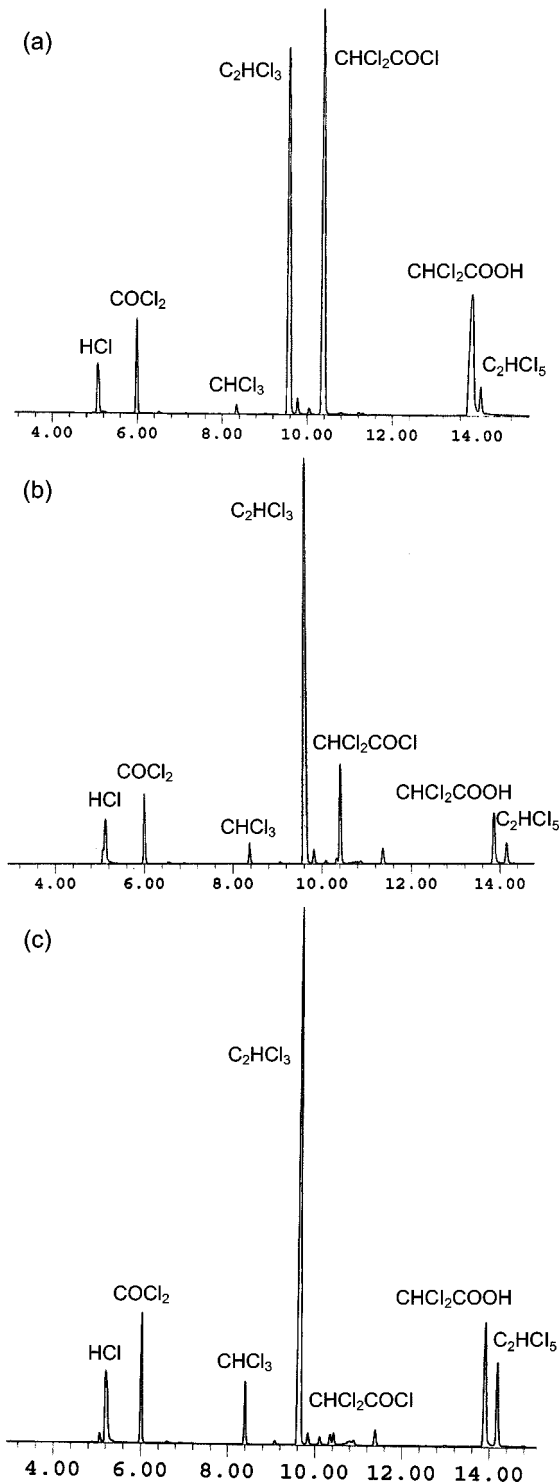 (a)
C₂HCl₃
CHCl₂COCl
CHCl₂COOH
COCl₂
HCl
C₂HCl₅
CHCl₃
4.00 6.00 8.00 10.00 12.00 14.00
(b)
C₂HCl₃
CHCl₂COCl
COCl₂
CHCl₂COOH
HCl
C₂HCl₅
CHCl₃
4.00 6.00 8.00 10.00 12.00 14.00
(c)
C₂HCl₃
COCl₂
CHCl₂COOH
HCl
CHCl₃
C₂HCl₅
CHCl₂COCl
4.00 6.00 8.00 10.00 12.00 14.00